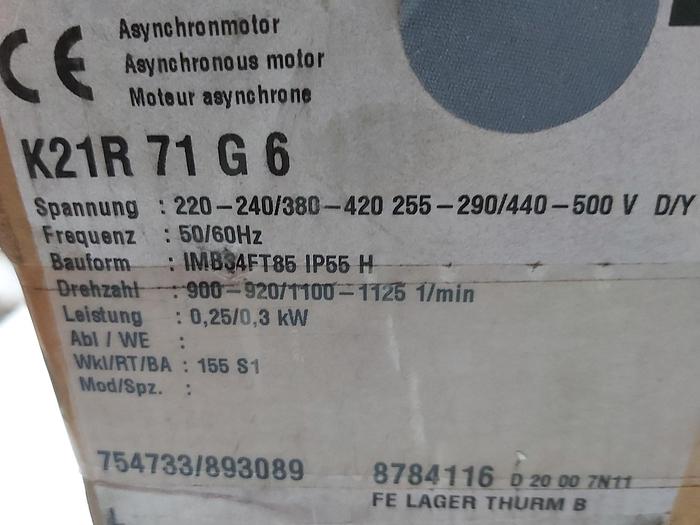 CE Asynchronmotor
Asynchronous motor
Moteur asynchrone
K21R 71 G 6
Spannung : 220-240/380-420 255-290/440-500 V D/Y
Frequenz : 50/60Hz
Bauform : IMB34FT85 IP55 H
Drehzahl : 900-920/1100-1125 1/min
Leistung : 0,25/0,3 kW
Abl / WE :
Wkl/RT/BA : 155 S1
Mod/Spz. :
754733/893089 8784116 D 20 00 7N11
FE LAGER THURM B